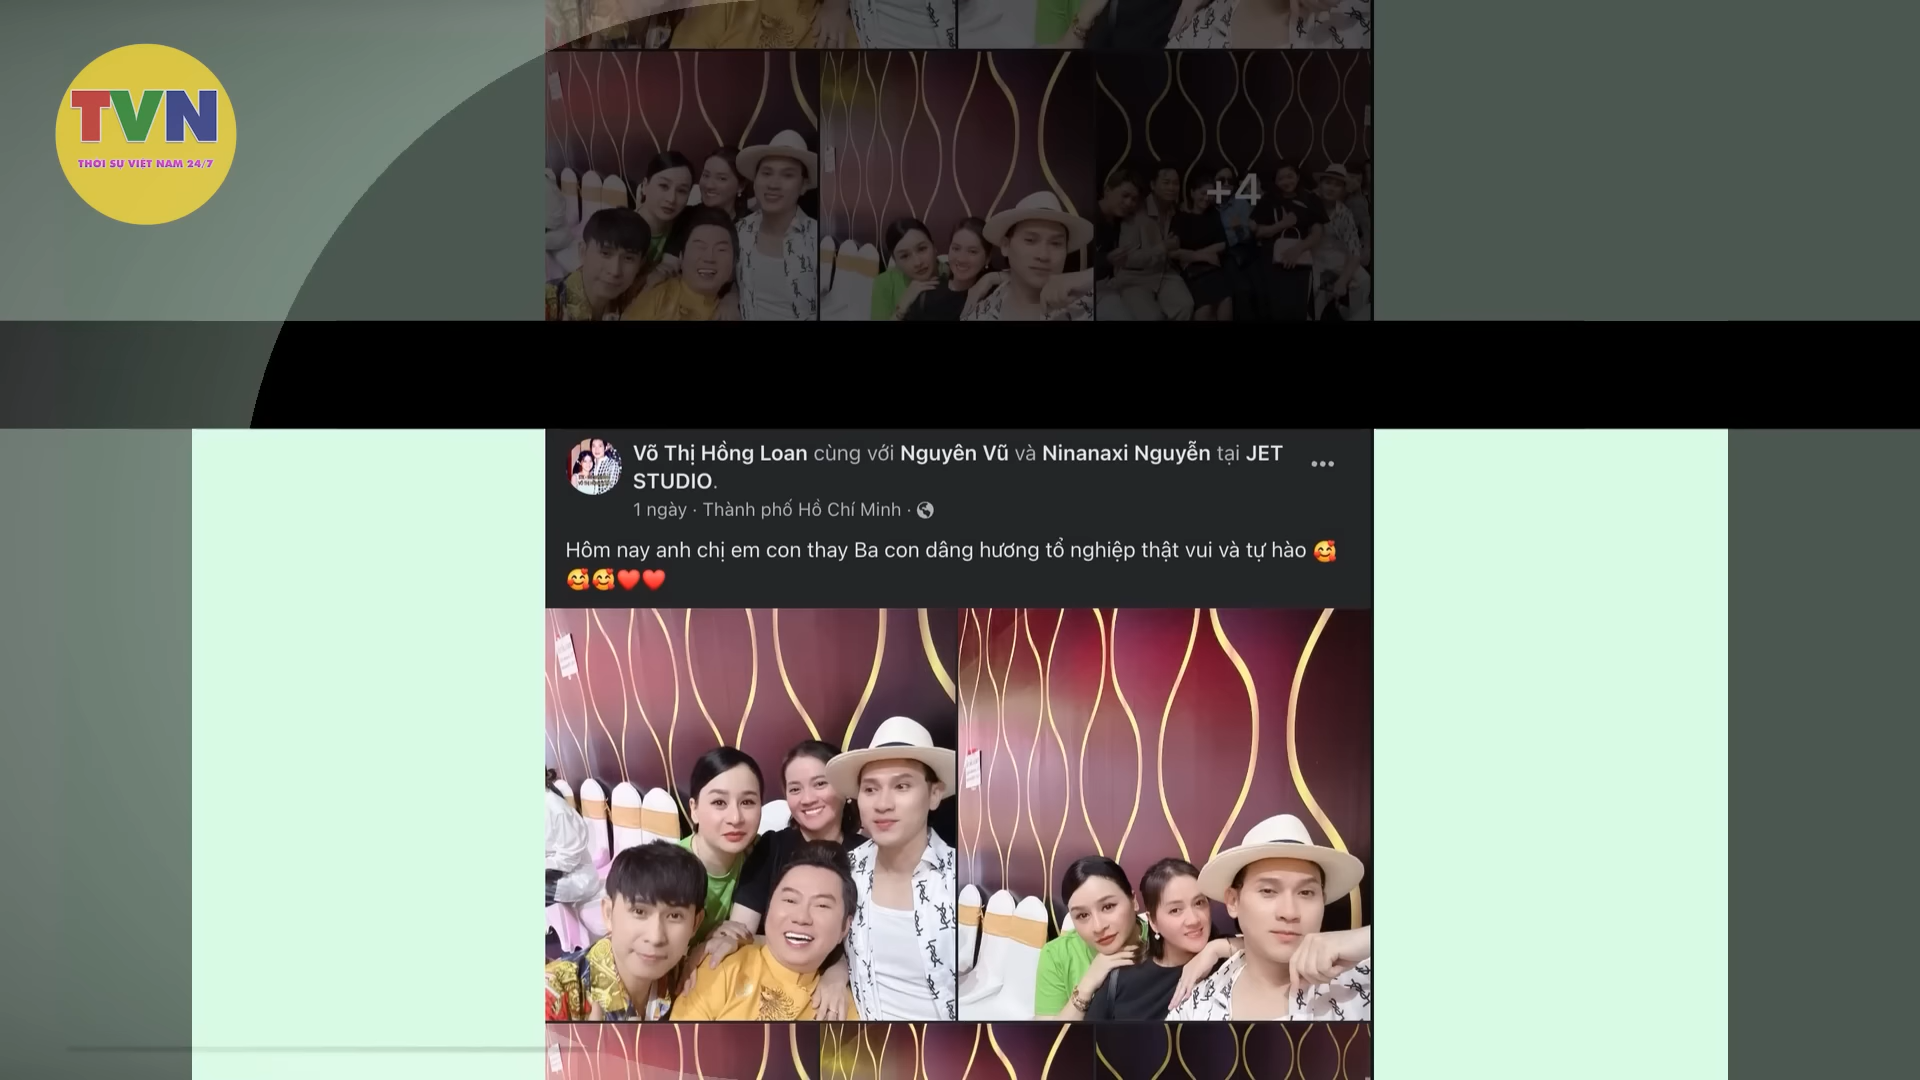 TVN
THOI SỰ VIỆT NAM 24/7
+4
Võ Thị Hồng Loan cùng với Nguyên Vũ và Ninanaxi Nguyễn tại JET
STUDIO.
1 ngày · Thành phố Hồ Chí Minh ·
Hôm nay anh chị em con thay Ba con dâng hương tổ nghiệp thật vui và tự hào 🥰
🥰🥰❤️❤️